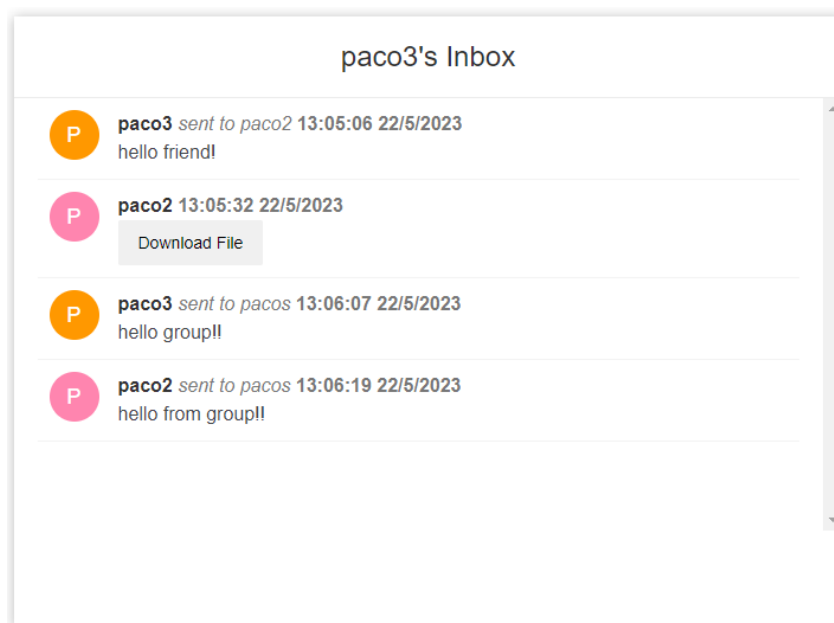 paco3's Inbox
P
paco3 sent to paco2 13:05:06 22/5/2023
hello friend!
P
paco2 13:05:32 22/5/2023
Download File
P
paco3 sent to pacos 13:06:07 22/5/2023
hello group!!
P
paco2 sent to pacos 13:06:19 22/5/2023
hello from group!!